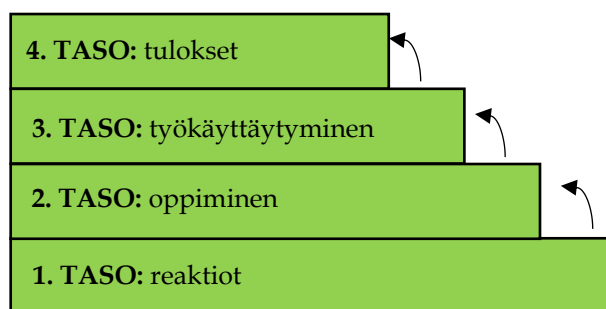 4. TASO: tulokset
3. TASO: työkäyttäytyminen
2. TASO: oppiminen
1. TASO: reaktiot